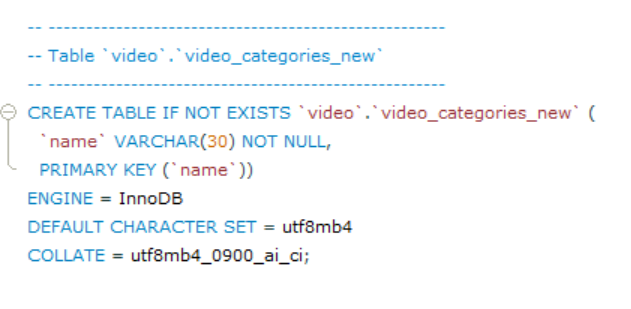 -- -----------------------------------------------------
-- Table `video`.`video_categories_new`
-- -----------------------------------------------------
CREATE TABLE IF NOT EXISTS `video`.`video_categories_new` (
  `name` VARCHAR(30) NOT NULL,
  PRIMARY KEY (`name`))
ENGINE = InnoDB
DEFAULT CHARACTER SET = utf8mb4
COLLATE = utf8mb4_0900_ai_ci;